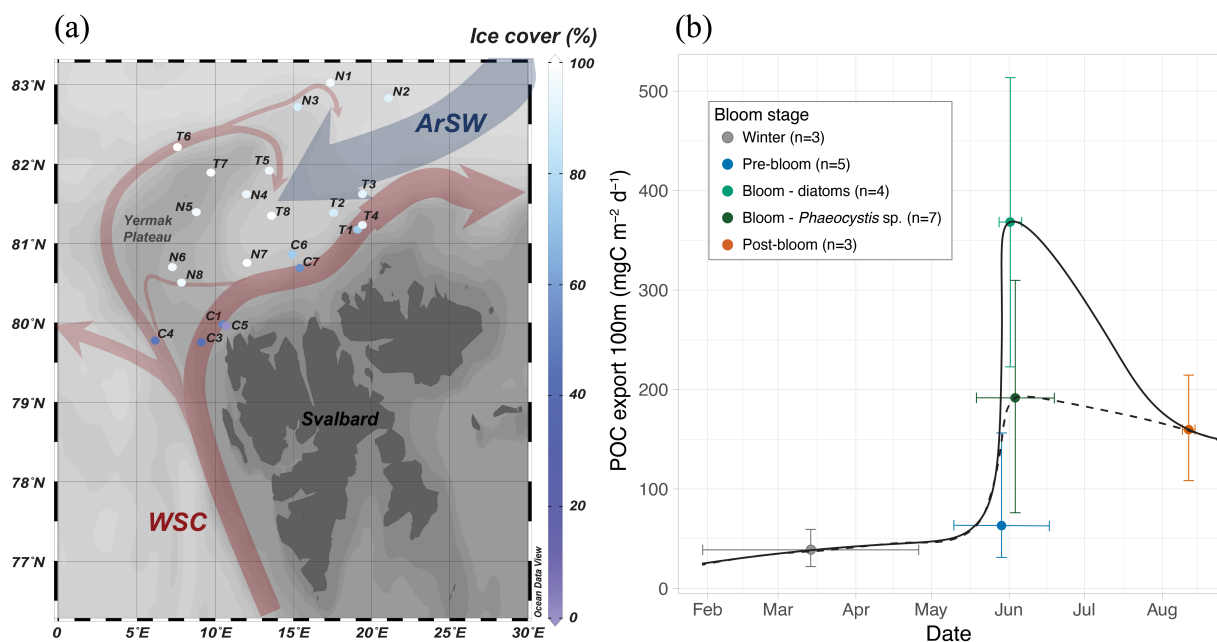 (a)
Ice cover (%)
100
80
60
40
20
0
83°N
82°N
81°N
80°N
79°N
78°N
77°N
N1
N2
N3
ArSW
T6
T7
T5
N4
T3
N5
T8
T2
T4
T1
Yermak
Plateau
C6
N7
C7
N6
N8
C1
C5
C4
C3
Svalbard
WSC
Ocean Data View
0
5°E
10°E
15°E
20°E
25°E
30°E
(b)
POC export 100m (mgC m⁻² d⁻¹)
500
400
300
200
100
0
Bloom stage
Winter (n=3)
Pre-bloom (n=5)
Bloom - diatoms (n=4)
Bloom - Phaeocystis sp. (n=7)
Post-bloom (n=3)
Feb
Mar
Apr
May
Jun
Jul
Aug
Date